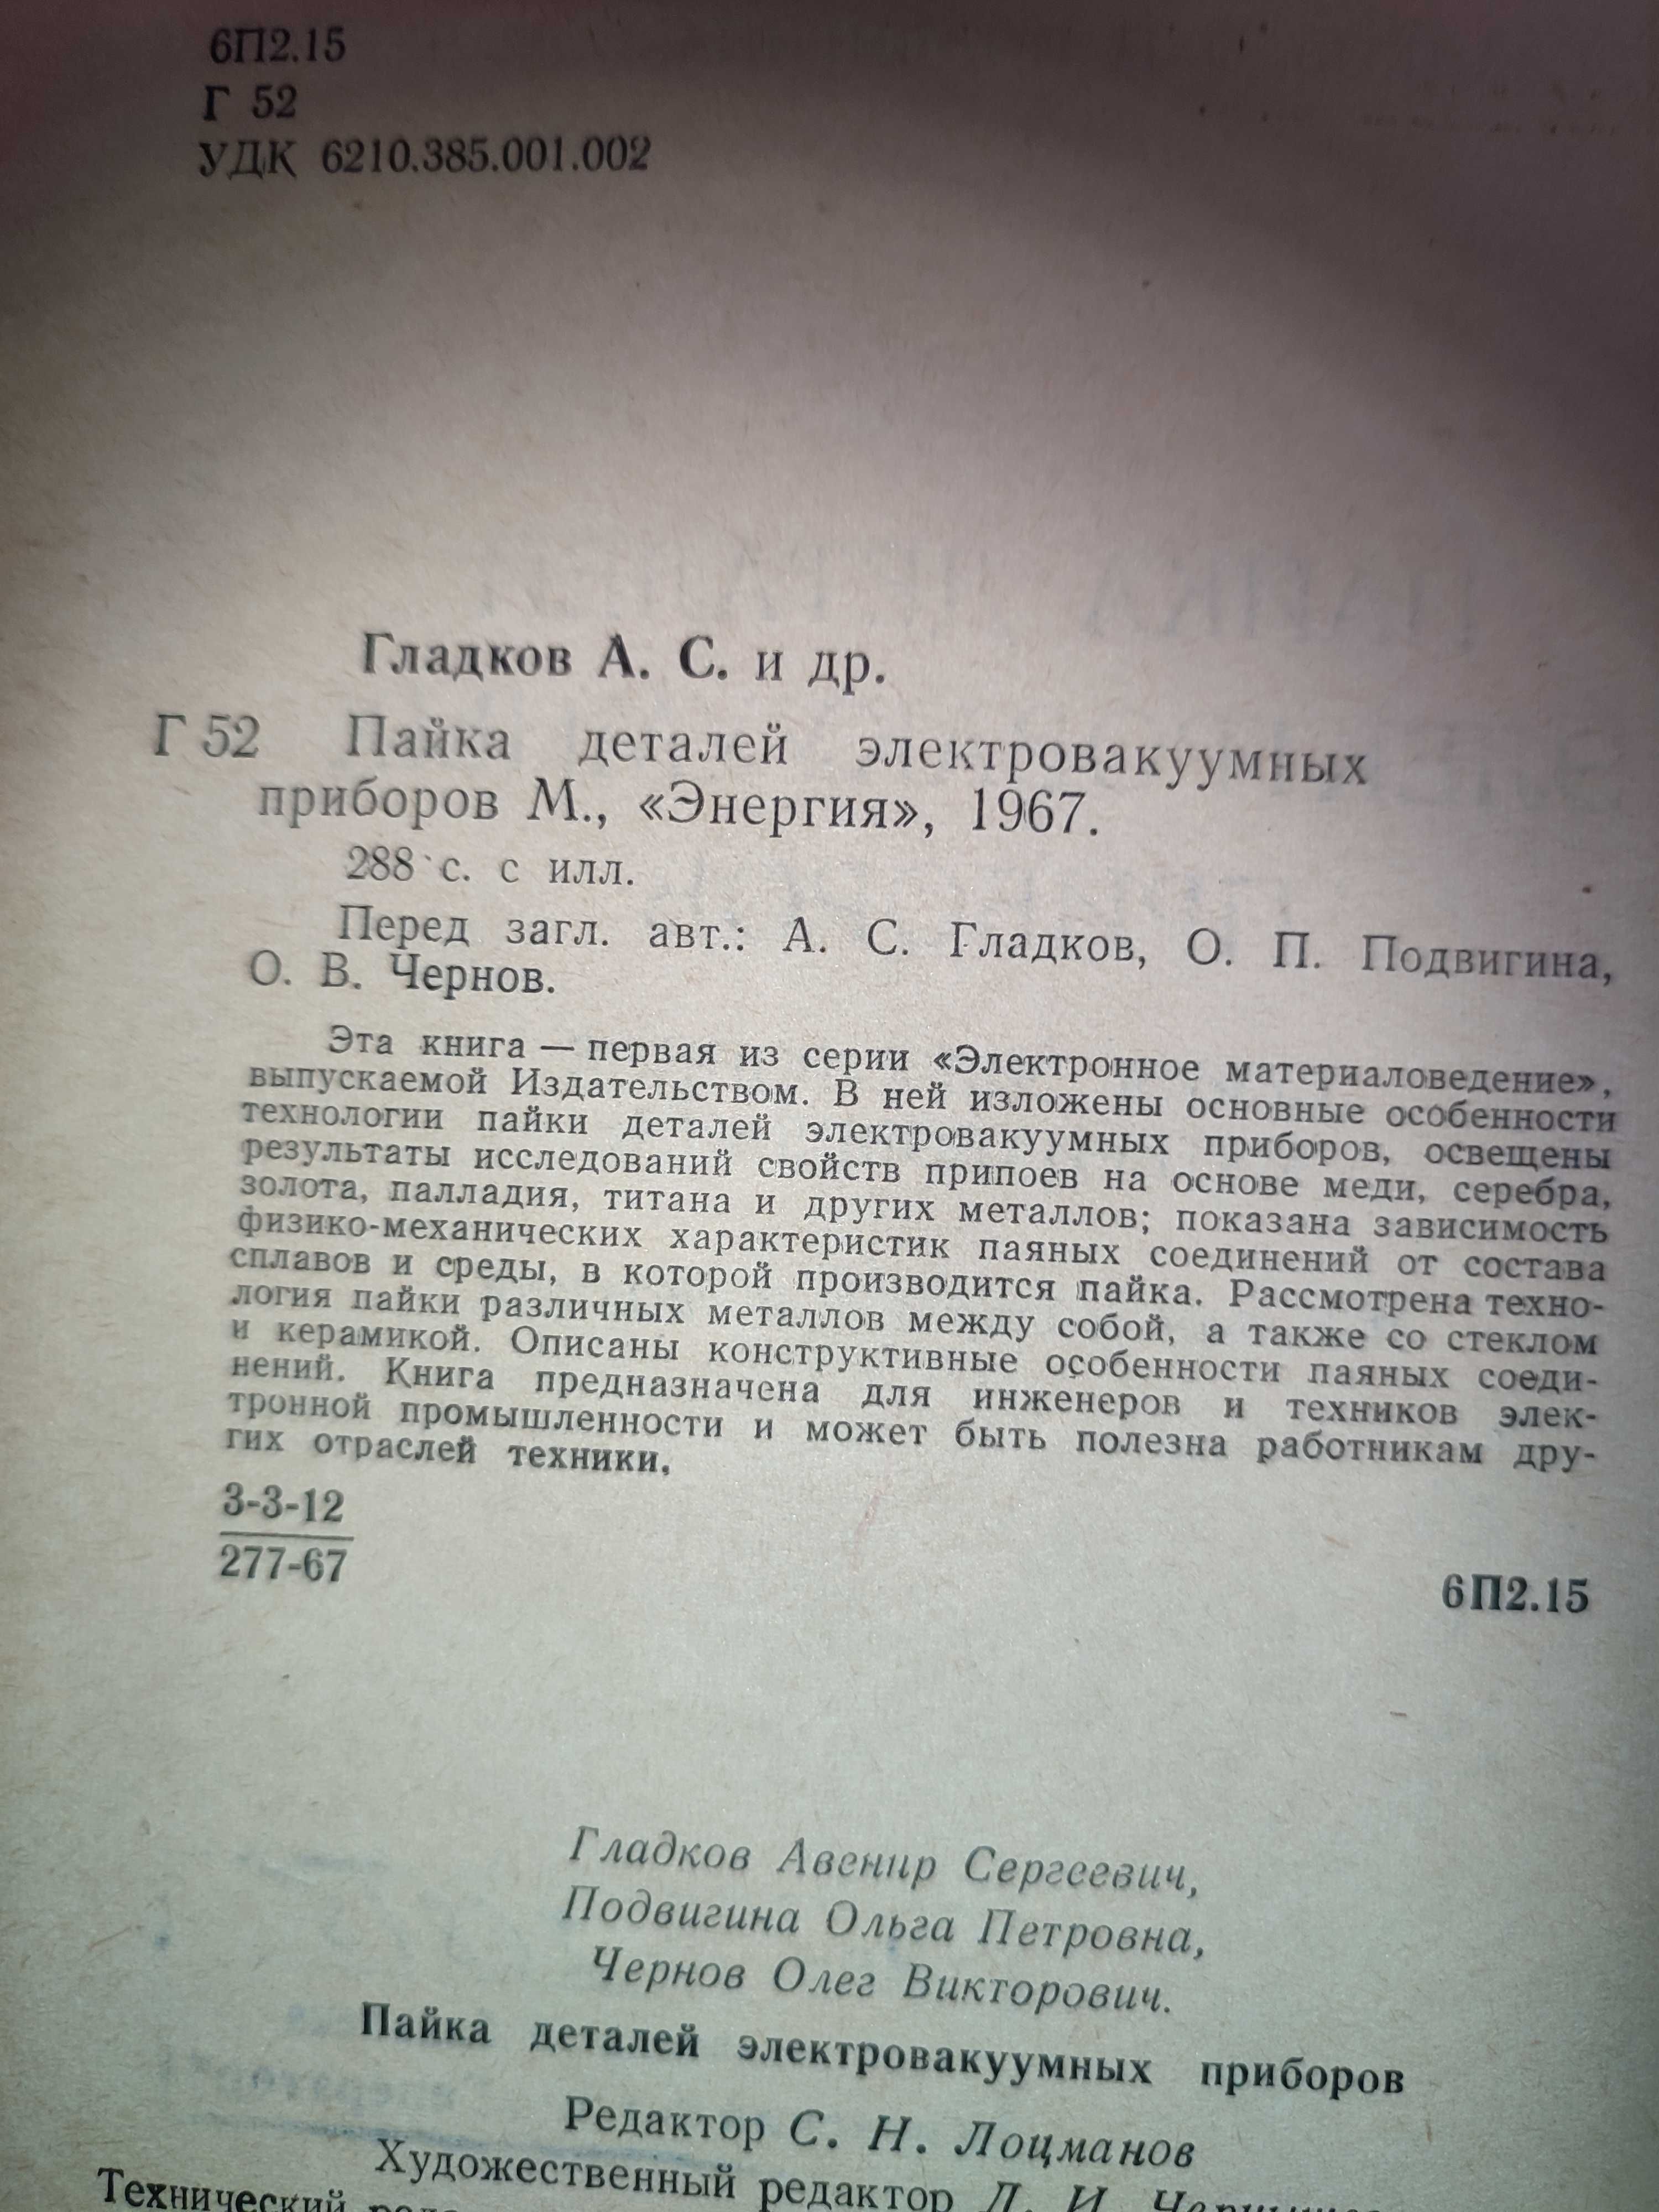 6П2.15
Г 52
УДК 6210.385.001.002
Гладков А. С. и др.
Г 52 Пайка деталей электровакуумных
приборов М., «Энергия», 1967.
288 с. с илл.
Перед загл. авт.: А. С. Гладков, О. П. Подвигина,
О. В. Чернов.
Эта книга — первая из серии «Электронное материаловедение»,
выпускаемой Издательством. В ней изложены основные особенности
технологии пайки деталей электровакуумных приборов, освещены
результаты исследований свойств припоев на основе меди, серебра,
золота, палладия, титана и других металлов; показана зависимость
физико-механических характеристик паяных соединений от состава
сплавов и среды, в которой производится пайка. Рассмотрена техно-
логия пайки различных металлов между собой, а также со стеклом
и керамикой. Описаны конструктивные особенности паяных соеди-
нений. Книга предназначена для инженеров и техников элек-
тронной промышленности и может быть полезна работникам дру-
гих отраслей техники.
3-3-12
277-67
6П2.15
Гладков Авенир Сергеевич,
Подвигина Ольга Петровна,
Чернов Олег Викторович.
Пайка деталей электровакуумных приборов
Редактор С. Н. Лоцманов
Художественный редактор Д. И.
Технический